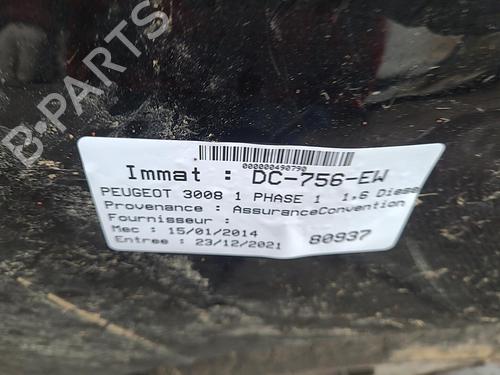 B-PARTS
000000490790
Immat : DC-756-EW
PEUGEOT 3008 1 PHASE 1 1,6 Diese
Provenance : AssuranceConvention
Fournisseur :
Mec : 15/01/2014
Entree : 23/12/2021 80937